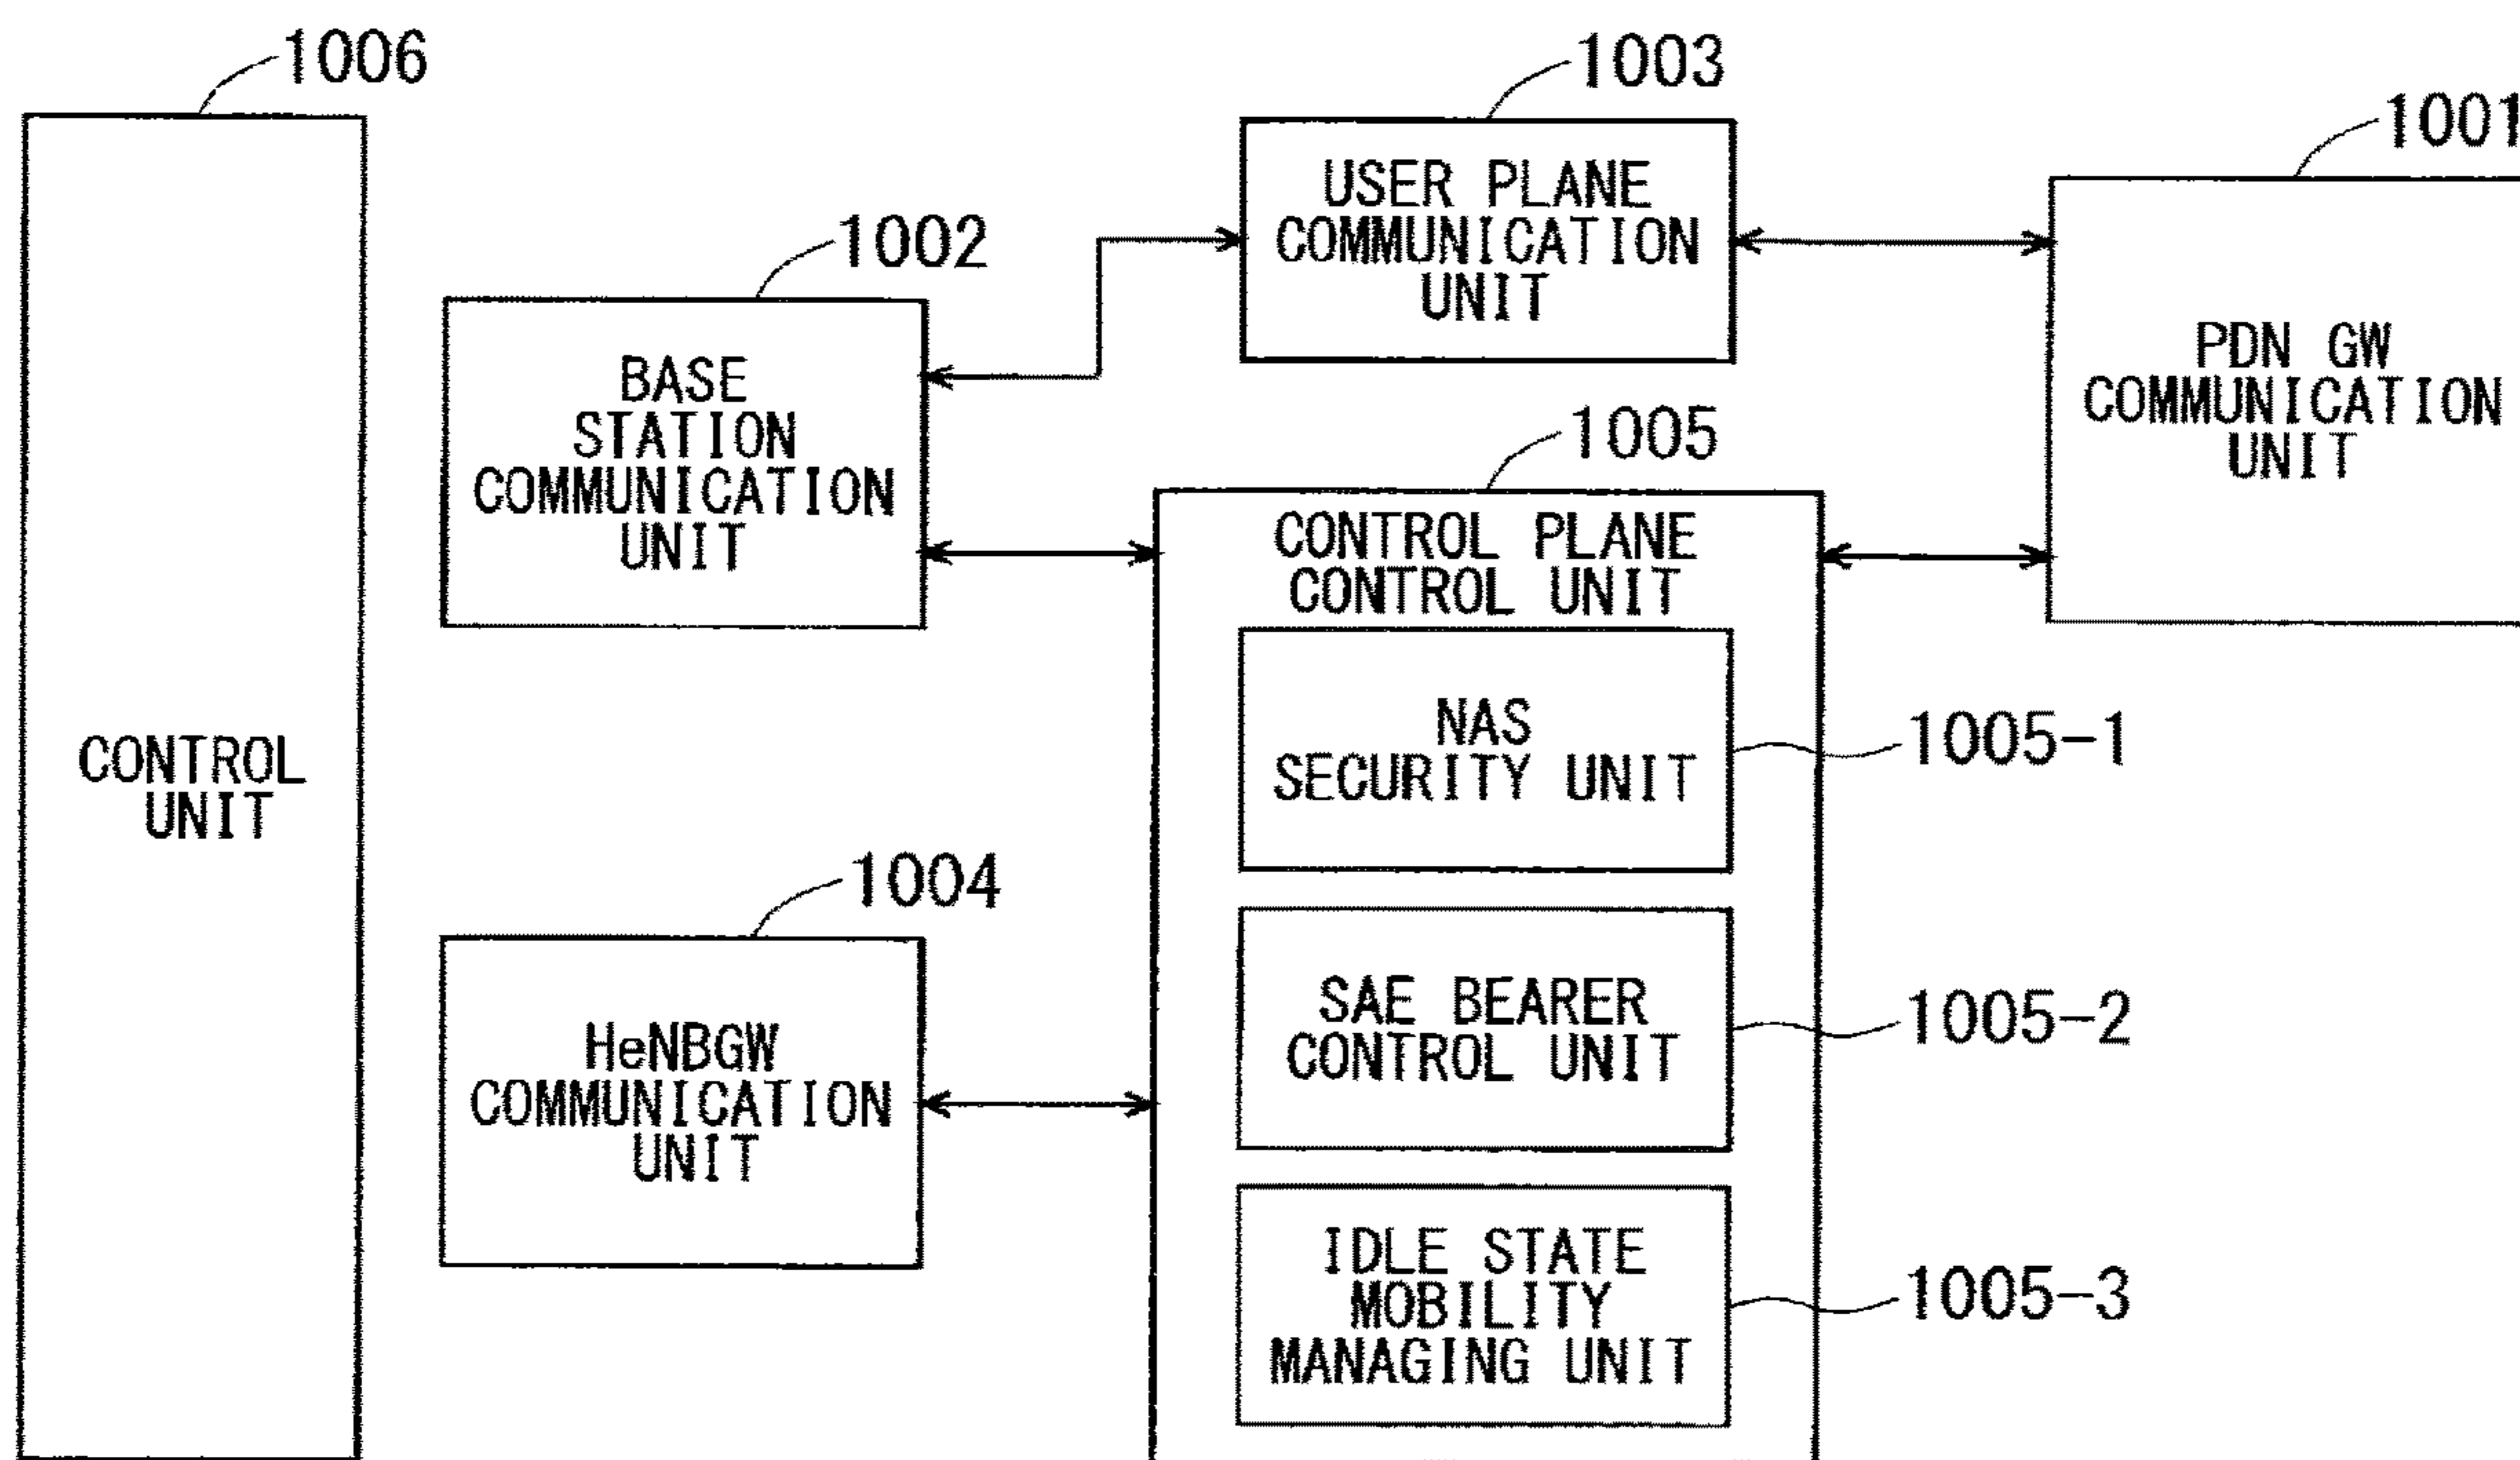 1006
1003
1001
1002
USER PLANE
COMMUNICATION
UNIT
PDN GW
COMMUNICATION
UNIT
BASE
STATION
COMMUNICATION
UNIT
1005
CONTROL PLANE
CONTROL UNIT
NAS
SECURITY UNIT
1005-1
CONTROL
UNIT
1004
SAE BEARER
CONTROL UNIT
1005-2
HeNBGW
COMMUNICATION
UNIT
IDLE STATE
MOBILITY
MANAGING UNIT
1005-3